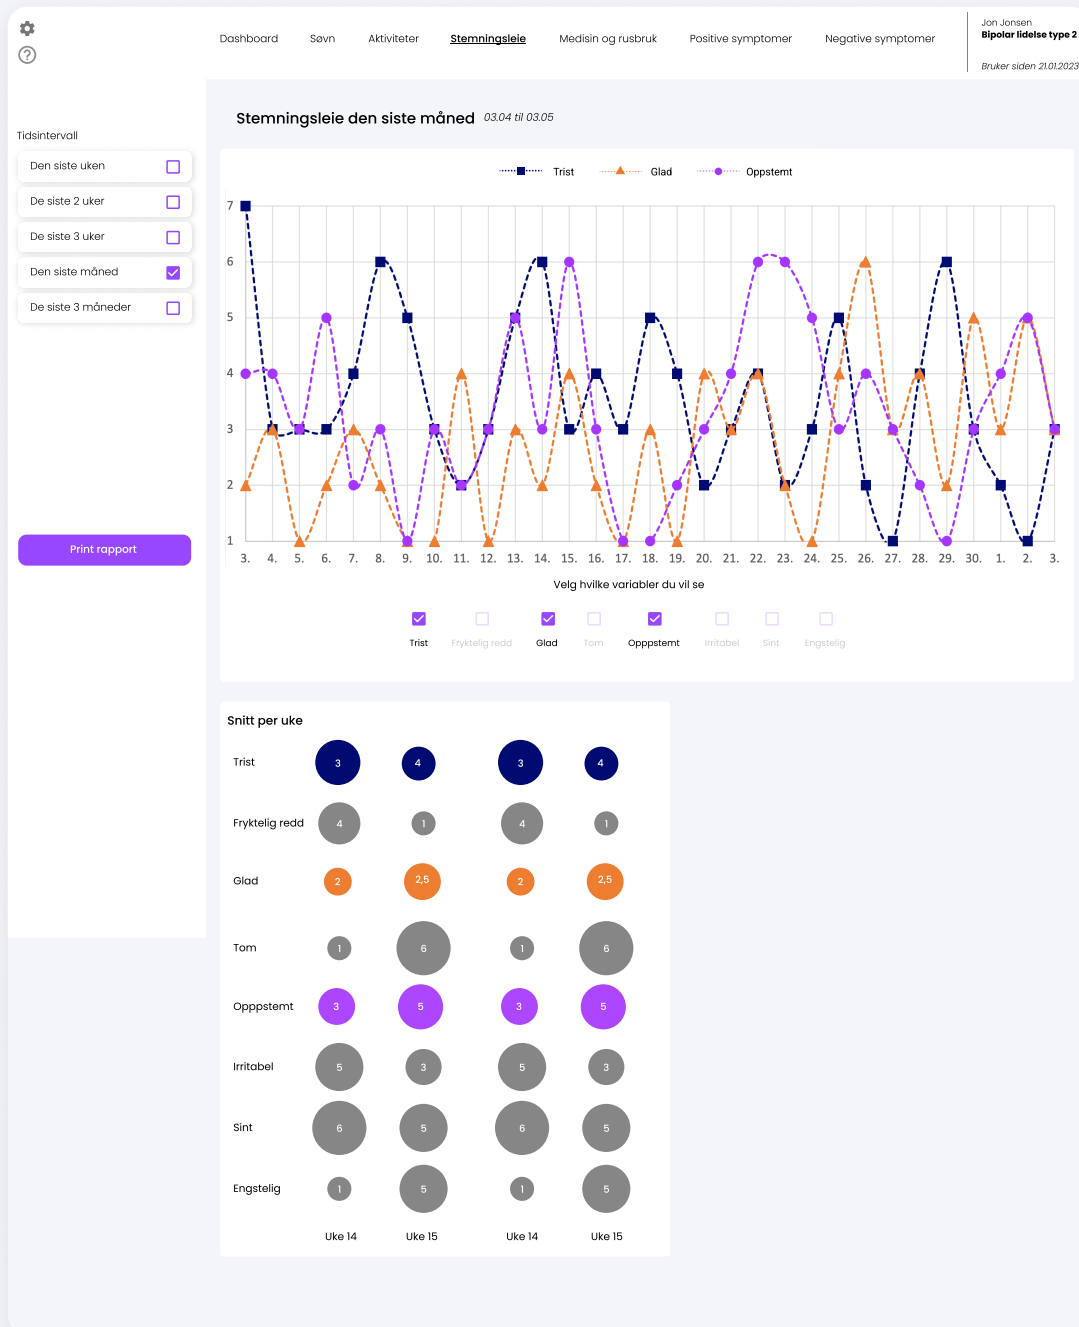 Dashboard Søvn Aktiviteter Stemningsleie Medisin og rusbruk Positive symptomer Negative symptomer
Jon Jonsen
Bipolar lidelse type 2
Bruker siden 21.01.2023
Tidsintervall
Den siste uken
De siste 2 uker
De siste 3 uker
Den siste måned
De siste 3 måneder
Print rapport
Stemningsleie den siste måned 03.04 til 03.05
Trist Glad Oppstemt
7
6
5
4
3
2
1
3. 4. 5. 6. 7. 8. 9. 10. 11. 12. 13. 14. 15. 16. 17. 18. 19. 20. 21. 22. 23. 24. 25. 26. 27. 28. 29. 30. 1. 2. 3.
Velg hvilke variabler du vil se
Trist Fryktelig redd Glad Tom Opppstemt Irritabel Sint Engstelig
Snitt per uke
Trist 3 4 3 4
Fryktelig redd 4 1 4 1
Glad 2 2,5 2 2,5
Tom 1 6 1 6
Opppstemt 3 5 3 5
Irritabel 5 3 5 3
Sint 6 5 6 5
Engstelig 1 5 1 5
Uke 14 Uke 15 Uke 14 Uke 15